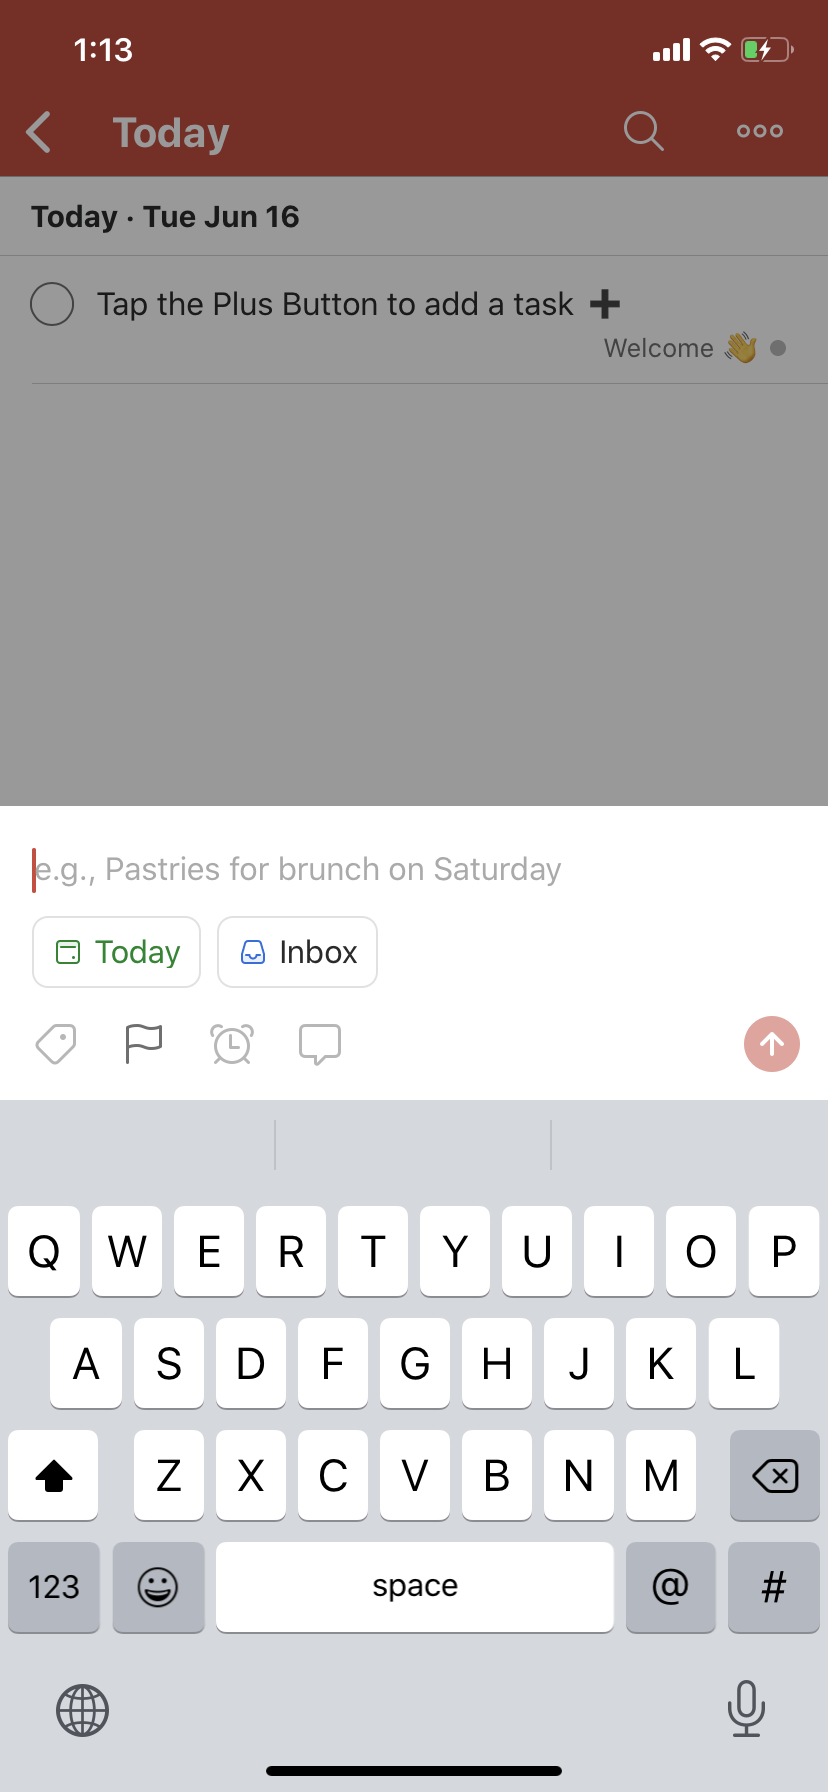 1:13
Today
Today · Tue Jun 16
Tap the Plus Button to add a task ➕
Welcome 👋
e.g., Pastries for brunch on Saturday
Today Inbox
Q W E R T Y U I O P
A S D F G H J K L
Z X C V B N M
123 space @ #